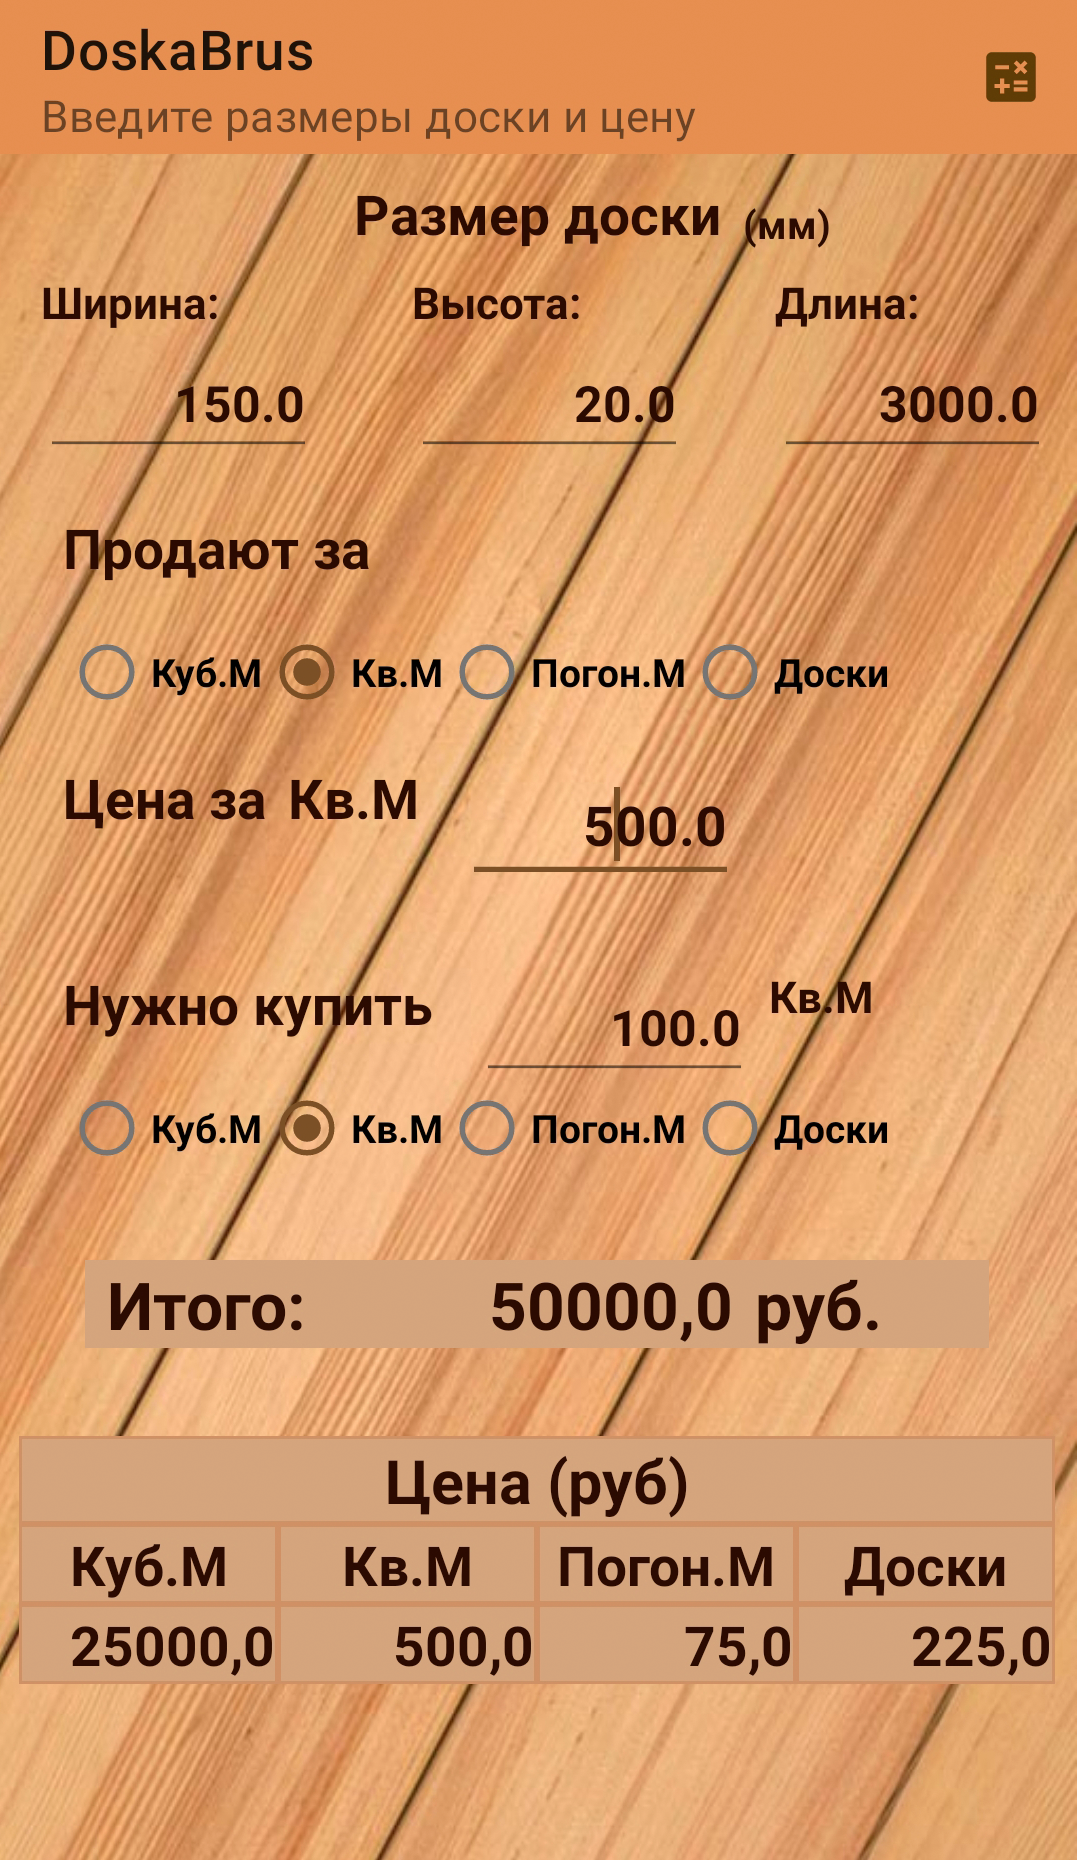 DoskaBrus
Введите размеры доски и цену
Размер доски (мм)
Ширина: Высота: Длина:
150.0 20.0 3000.0
Продают за
Куб.М Кв.М Погон.М Доски
Цена за Кв.М 500.0
Нужно купить 100.0 Кв.М
Куб.М Кв.М Погон.М Доски
Итого: 50000,0 руб.
Цена (руб)
Куб.М Кв.М Погон.М Доски
25000,0 500,0 75,0 225,0